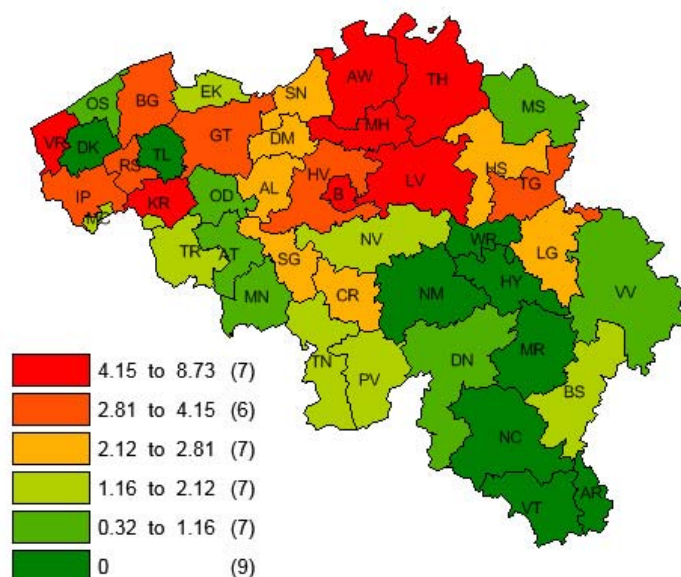 AW
TH
OS
BG
EK
SN
MS
VR
DK
RS
TL
GT
DM
MH
HS
IP
KR
OD
AL
HV
B
LV
TG
MC
TR
AT
SG
NV
WR
LG
MN
CR
NM
HY
VV
TN
PV
DN
MR
BS
NC
VT
AR
4.15 to 8.73 (7)
2.81 to 4.15 (6)
2.12 to 2.81 (7)
1.16 to 2.12 (7)
0.32 to 1.16 (7)
0 (9)